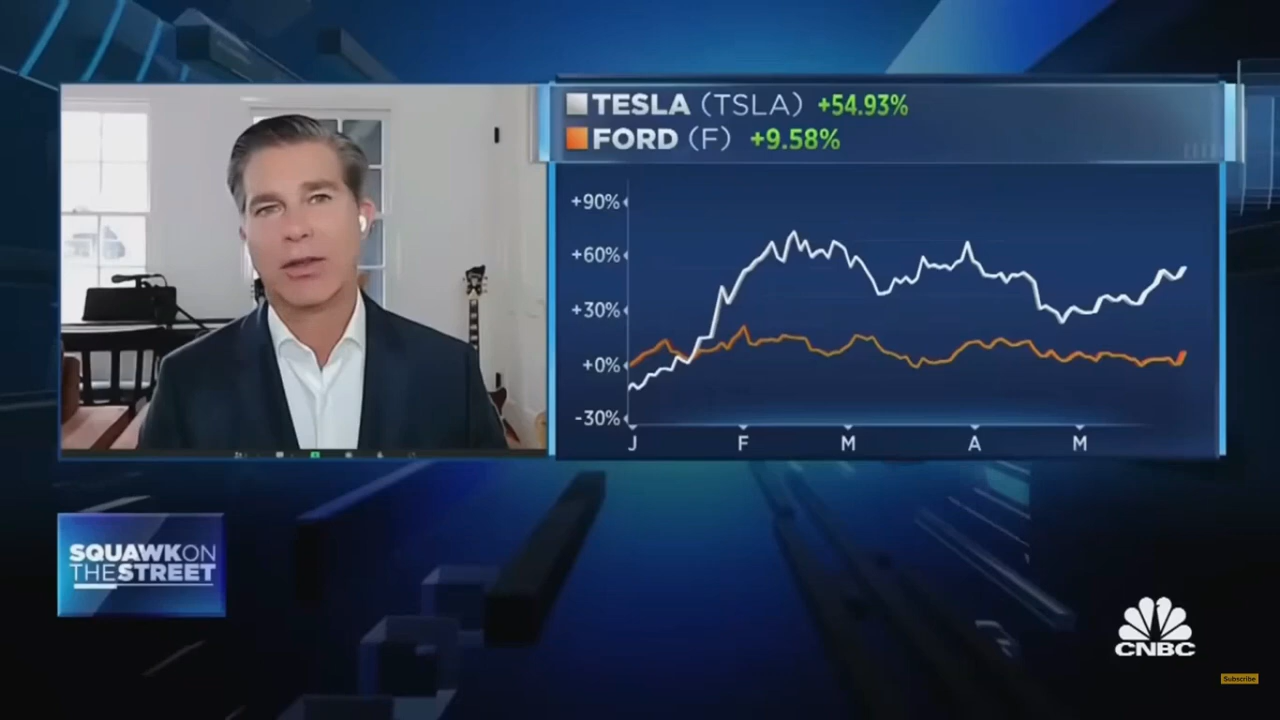 TESLA (TSLA) +54.93%
FORD (F) +9.58%
+90%
+60%
+30%
+0%
-30%
J F M A M
SQUAWK ON
THE STREET
CNBC
Subscribe